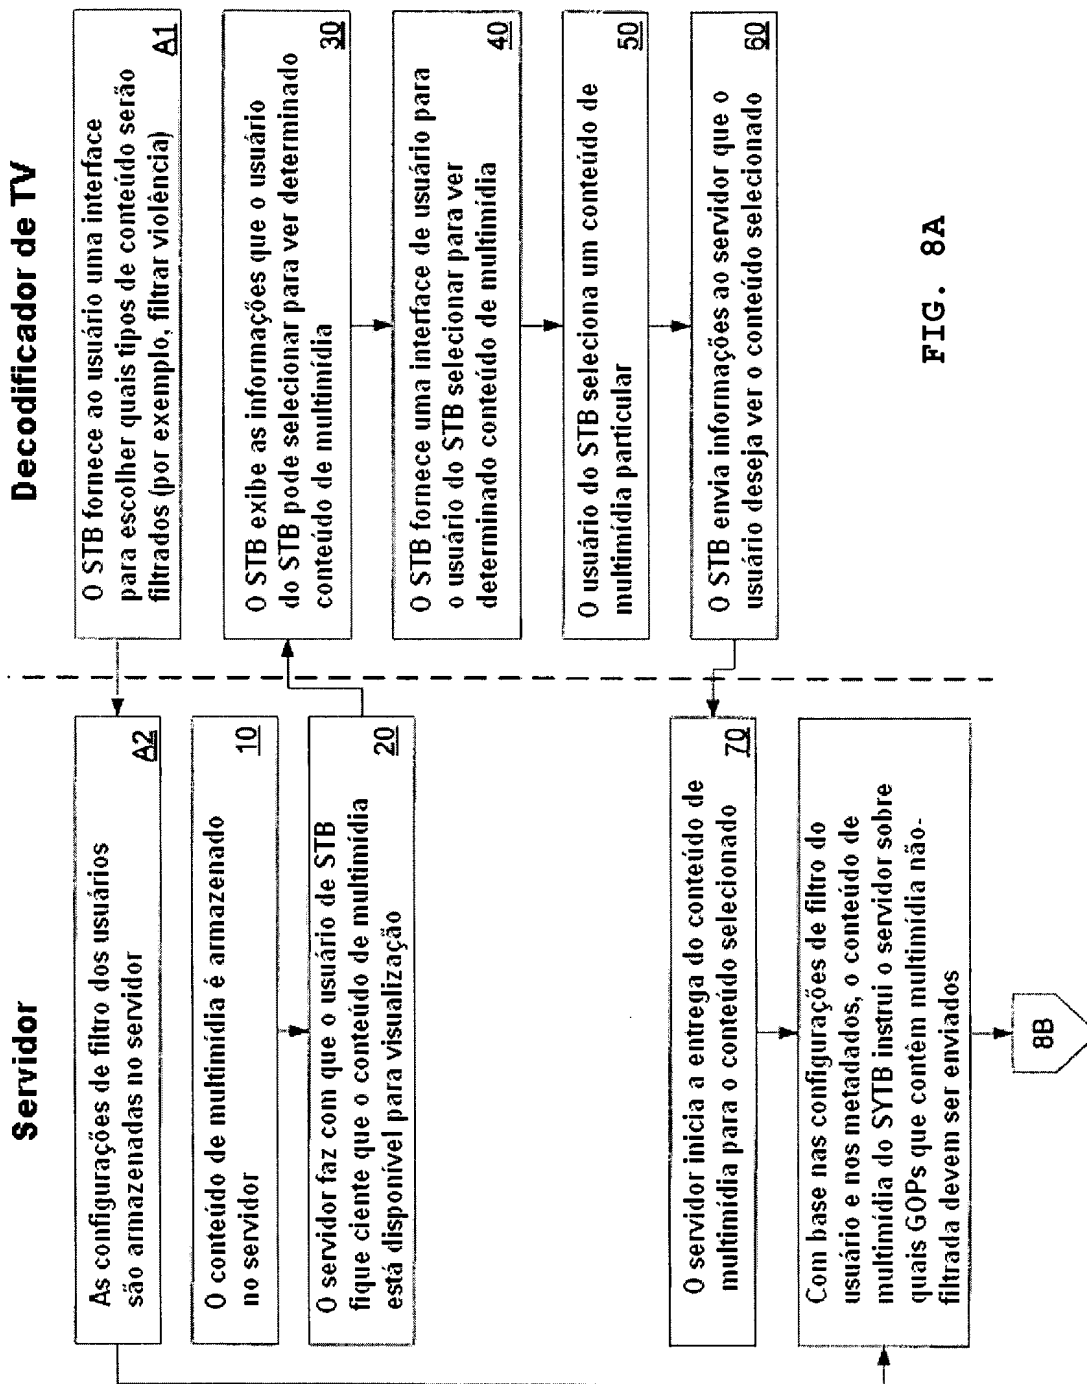 Servidor
Decodificador de TV
As configurações de filtro dos usuários
são armazenadas no servidor
A2
O STB fornece ao usuário uma interface
para escolher quais tipos de conteúdo serão
filtrados (por exemplo, filtrar violência)
A1
O conteúdo de multimídia é armazenado
no servidor
10
O servidor faz com que o usuário de STB
fique ciente que o conteúdo de multimídia
está disponível para visualização
20
O STB exibe as informações que o usuário
do STB pode selecionar para ver determinado
conteúdo de multimídia
30
O STB fornece uma interface de usuário para
o usuário do STB selecionar para ver
determinado conteúdo de multimídia
40
O usuário do STB seleciona um conteúdo de
multimídia particular
50
O STB envia informações ao servidor que o
usuário deseja ver o conteúdo selecionado
60
O servidor inicia a entrega do conteúdo de
multimídia para o conteúdo selecionado
70
Com base nas configurações de filtro do
usuário e nos metadados, o conteúdo de
multimídia do SYTB instrui o servidor sobre
quais GOPs que contêm multimídia não-
filtrada devem ser enviados
8B
FIG. 8A